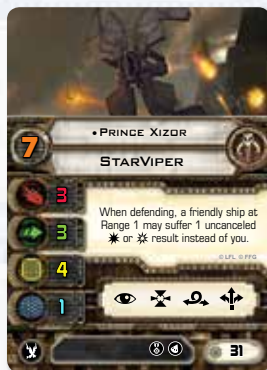 •PRINCE XIZOR
7
STARVIPER
3
3
4
1
When defending, a friendly ship at
Range 1 may suffer 1 uncanceled
or result instead of you.
©LFL ©FFG
31